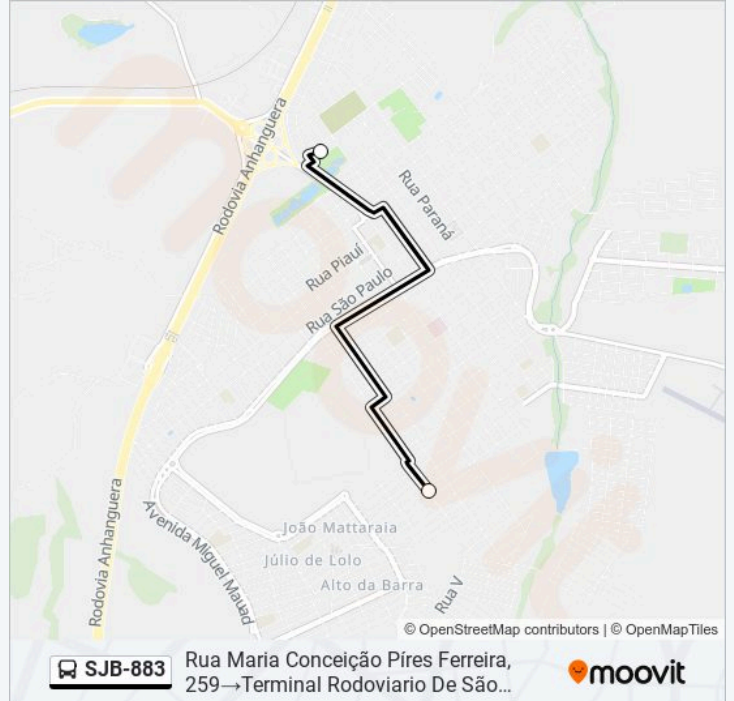 Rodovia Anhanguera
Rua Paraná
Rua Piauí
Rua São Paulo
Rodovia Anhanguera
Avenida Miguel Mauad
João Mattaraia
Júlio de Lolo
Alto da Barra
Rua V
© OpenStreetMap contributors | © OpenMapTiles
SJB-883
Rua Maria Conceição Píres Ferreira,
259→Terminal Rodoviario De São...
moovit
moovit